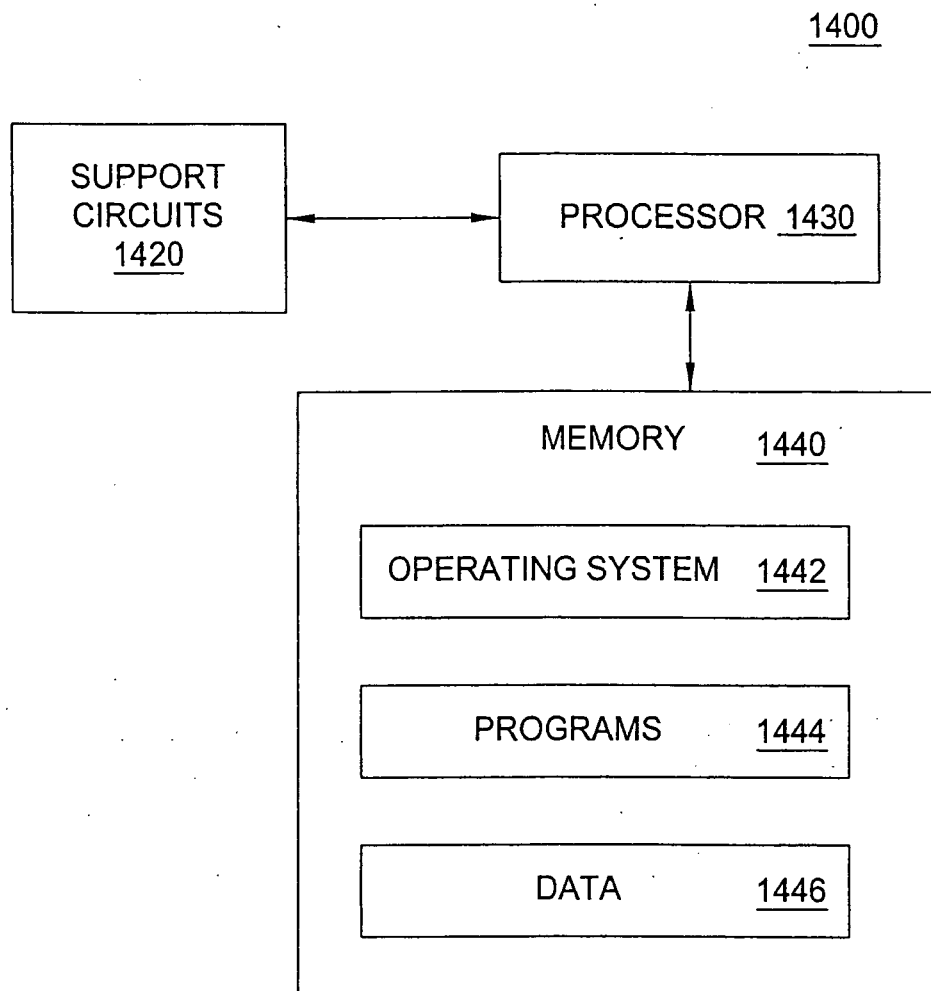 1400
SUPPORT
CIRCUITS
1420
PROCESSOR 1430
MEMORY 1440
OPERATING SYSTEM 1442
PROGRAMS 1444
DATA 1446